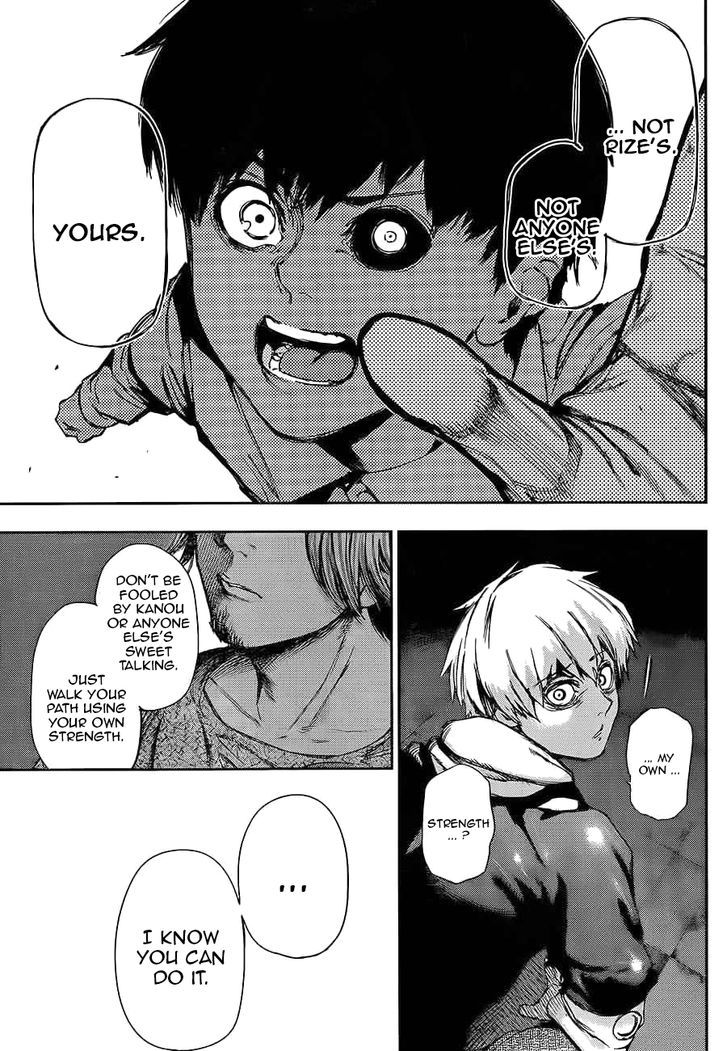 ... NOT
RIZE'S.
NOT
ANYONE
ELSE'S.
YOURS.
... MY
OWN ...
STRENGTH
... ?
DON'T BE
FOOLED
BY KANOU
OR ANYONE
ELSE'S
SWEET
TALKING.
JUST
WALK YOUR
PATH USING
YOUR OWN
STRENGTH.
...
I KNOW
YOU CAN
DO IT.